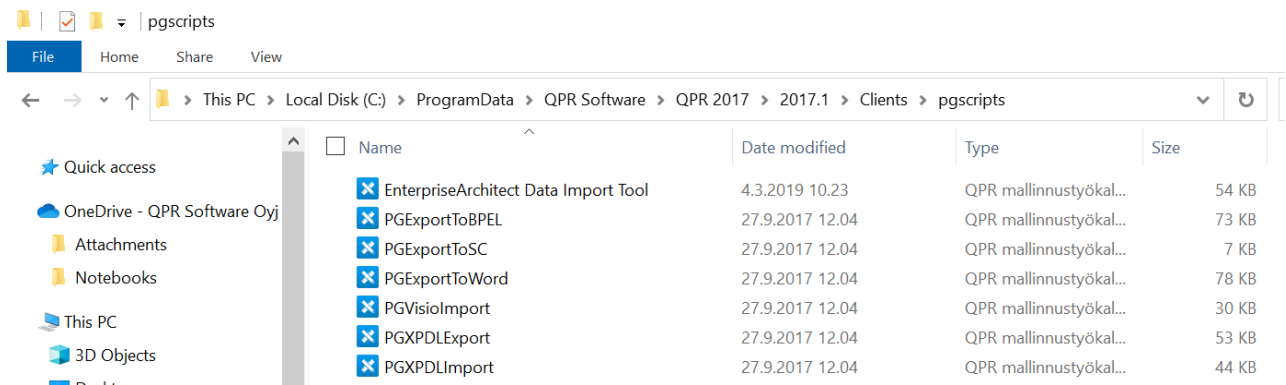 pgscripts
File Home Share View
This PC > Local Disk (C:) > ProgramData > QPR Software > QPR 2017 > 2017.1 > Clients > pgscripts
Name Date modified Type Size
Quick access
EnterpriseArchitect Data Import Tool 4.3.2019 10.23 QPR mallinnustyökal... 54 KB
OneDrive - QPR Software Oyj
PGExportToBPEL 27.9.2017 12.04 QPR mallinnustyökal... 73 KB
Attachments
PGExportToSC 27.9.2017 12.04 QPR mallinnustyökal... 7 KB
Notebooks
PGExportToWord 27.9.2017 12.04 QPR mallinnustyökal... 78 KB
PGVisioImport 27.9.2017 12.04 QPR mallinnustyökal... 30 KB
This PC
PGXPDLExport 27.9.2017 12.04 QPR mallinnustyökal... 53 KB
3D Objects
PGXPDLImport 27.9.2017 12.04 QPR mallinnustyökal... 44 KB